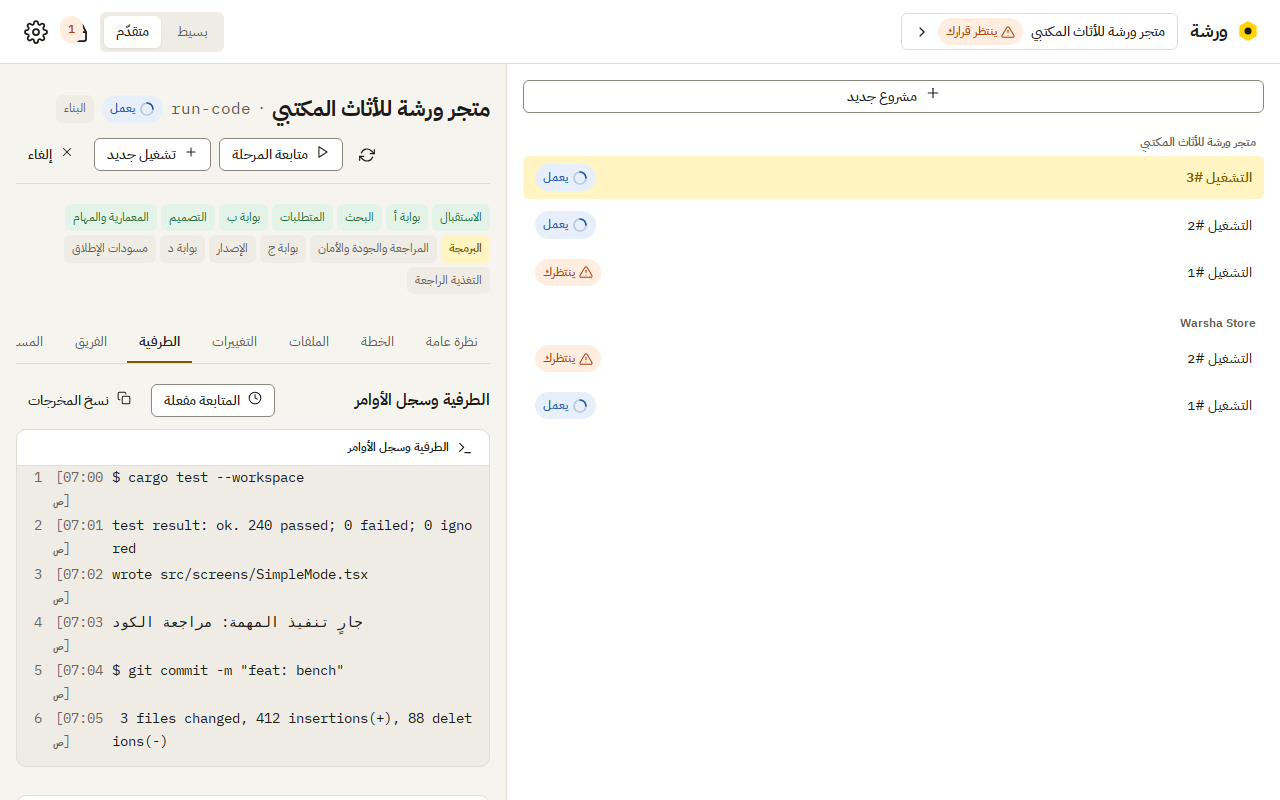 ورشة
متجر ورشة للأثاث المكتبي
ينتظر قرارك
بسيط
متقدّم
1
مشروع جديد
متجر ورشة للأثاث المكتبي
التشغيل #3
يعمل
التشغيل #2
يعمل
التشغيل #1
ينتظرك
Warsha Store
التشغيل #2
ينتظرك
التشغيل #1
يعمل
متجر ورشة للأثاث المكتبي · run-code
يعمل
البناء
متابعة المرحلة
تشغيل جديد
إلغاء
الاستقبال
بوابة أ
البحث
المتطلبات
بوابة ب
التصميم
المعمارية والمهام
البرمجة
المراجعة والجودة والأمان
بوابة ج
الإصدار
بوابة د
مسودات الإطلاق
التغذية الراجعة
نظرة عامة
الخطة
الملفات
التغييرات
الطرفية
الفريق
المس
الطرفية وسجل الأوامر
المتابعة مفعلة
نسخ المخرجات
الطرفية وسجل الأوامر
1 [07:00 ص] $ cargo test --workspace
2 [07:01 ص] test result: ok. 240 passed; 0 failed; 0 igno
red
3 [07:02 ص] wrote src/screens/SimpleMode.tsx
4 [07:03 ص] جارٍ تنفيذ المهمة: مراجعة الكود
5 [07:04 ص] $ git commit -m "feat: bench"
6 [07:05 ص] 3 files changed, 412 insertions(+), 88 delet
ions(-)